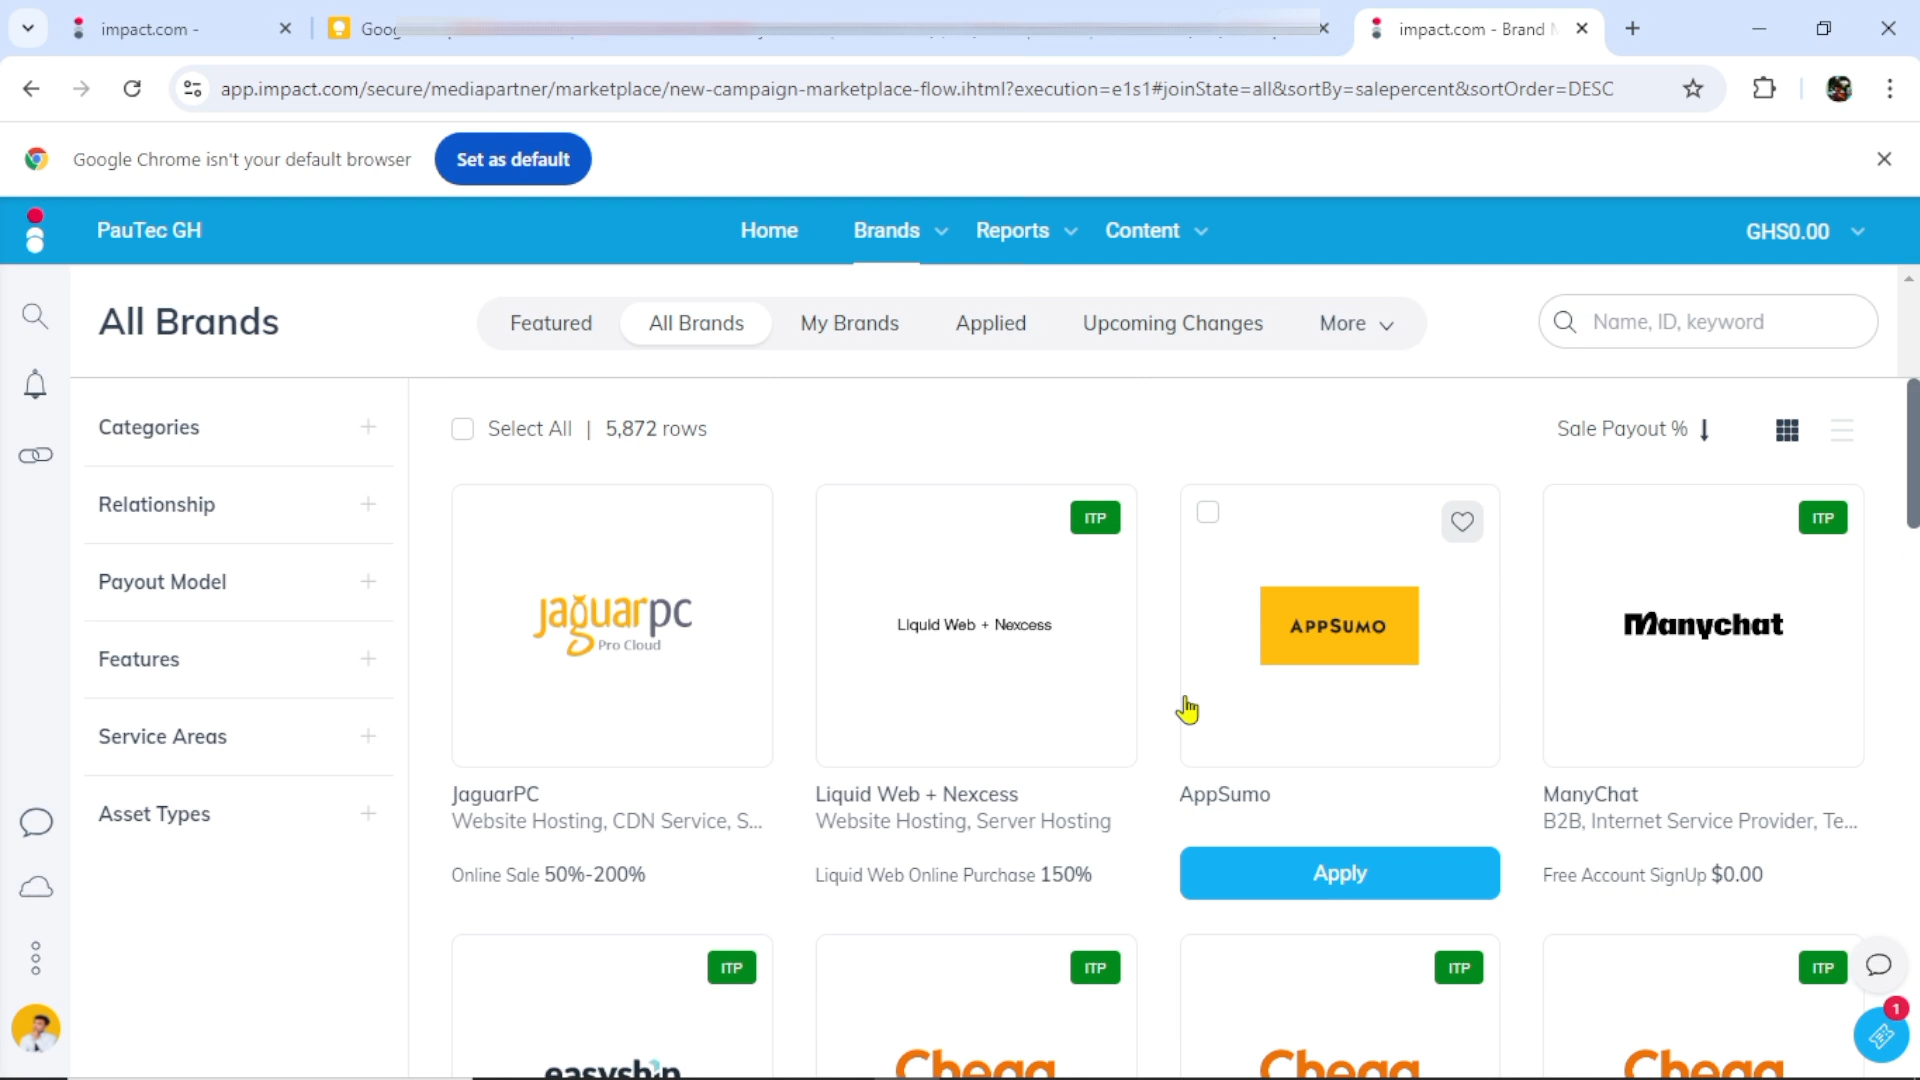 impact.com -
Goog
impact.com - Brand
app.impact.com/secure/mediapartner/marketplace/new-campaign-marketplace-flow.ihtml?execution=e1s1#joinState=all&sortBy=salepercent&sortOrder=DESC
Google Chrome isn't your default browser
Set as default
PauTec GH
Home
Brands
Reports
Content
GHS0.00
All Brands
Featured
All Brands
My Brands
Applied
Upcoming Changes
More
Name, ID, keyword
Categories
Relationship
Payout Model
Features
Service Areas
Asset Types
Select All | 5,872 rows
Sale Payout %
jaguarpc
Pro Cloud
JaguarPC
Website Hosting, CDN Service, S...
Online Sale 50%-200%
ITP
Liquid Web + Nexcess
Liquid Web + Nexcess
Website Hosting, Server Hosting
Liquid Web Online Purchase 150%
APPSUMO
AppSumo
Apply
ITP
Manychat
ManyChat
B2B, Internet Service Provider, Te...
Free Account SignUp $0.00
ITP
easyship
ITP
Chegg
ITP
Chegg
ITP
Chegg
1